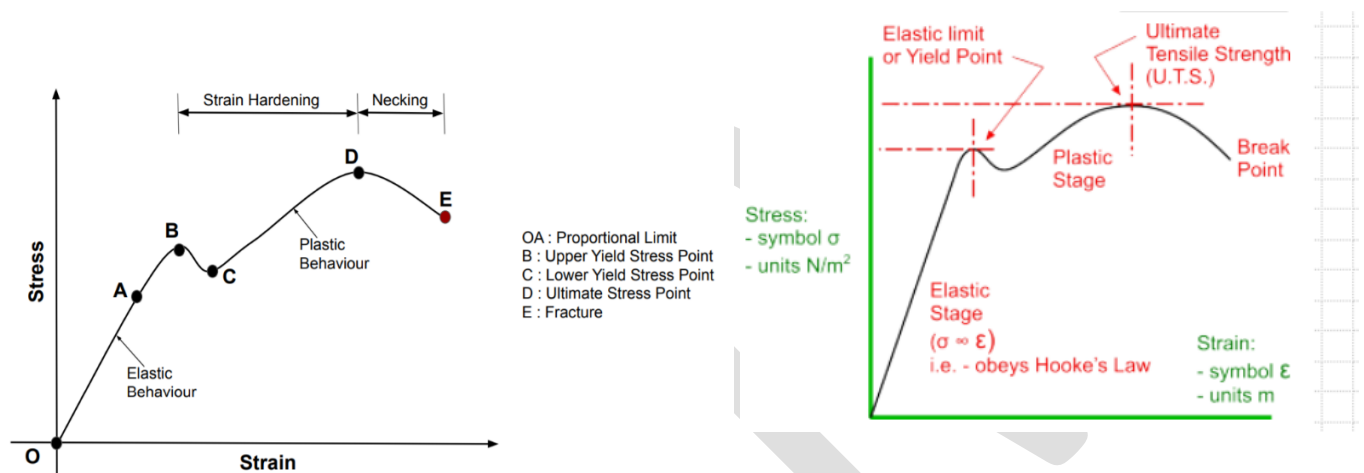 Strain Hardening
Necking
D
B
E
Plastic
Behaviour
C
A
Stress
Elastic
Behaviour
O
Strain
OA : Proportional Limit
B : Upper Yield Stress Point
C : Lower Yield Stress Point
D : Ultimate Stress Point
E : Fracture
Elastic limit
or Yield Point
Ultimate
Tensile Strength
(U.T.S.)
Break
Point
Plastic
Stage
Stress:
- symbol σ
- units N/m²
Elastic
Stage
(σ ∞ Ɛ)
i.e. - obeys Hooke's Law
Strain:
- symbol Ɛ
- units m